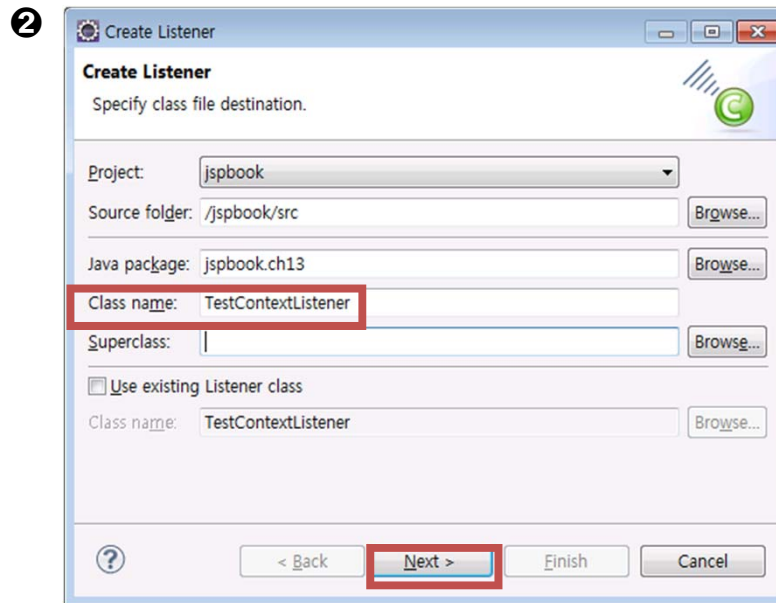 ❷
Create Listener
Create Listener
Specify class file destination.
Project: jspbook
Source folder: /jspbook/src Browse...
Java package: jspbook.ch13 Browse...
Class name: TestContextListener
Superclass: Browse...
Use existing Listener class
Class name: TestContextListener Browse...
? < Back Next > Finish Cancel